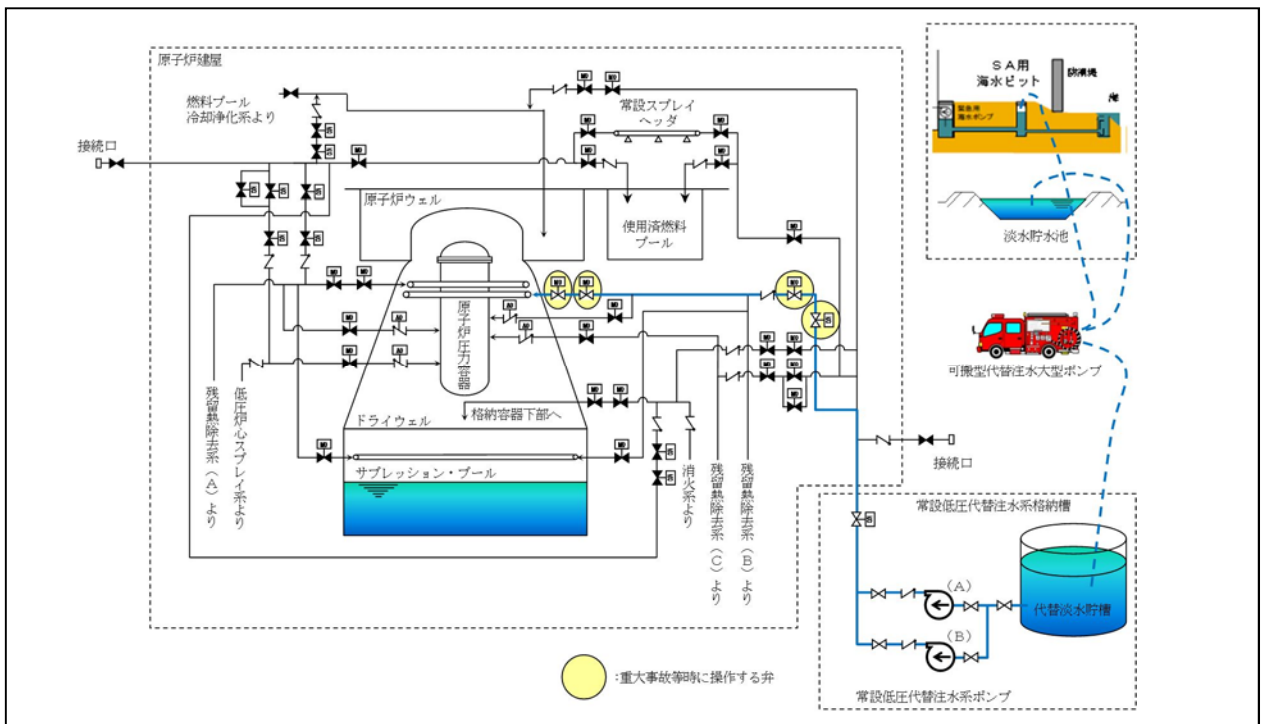 原子炉建屋
燃料プール
冷却浄化系より
接続口
常設スプレイ
ヘッダ
SA用
海水ピット
防潮堤
海
緊急用
海水ポンプ
淡水貯水池
原子炉ウェル
使用済燃料
プール
原子炉圧力容器
可搬型代替注水大型ポンプ
格納容器下部へ
ドライウェル
サプレッション・プール
残留熱除去系(A)より
低圧炉心スプレイ系より
消火系より
残留熱除去系(C)より
残留熱除去系(B)より
接続口
常設低圧代替注水系格納槽
(A)
代替淡水貯槽
(B)
常設低圧代替注水系ポンプ
:重大事故等時に操作する弁